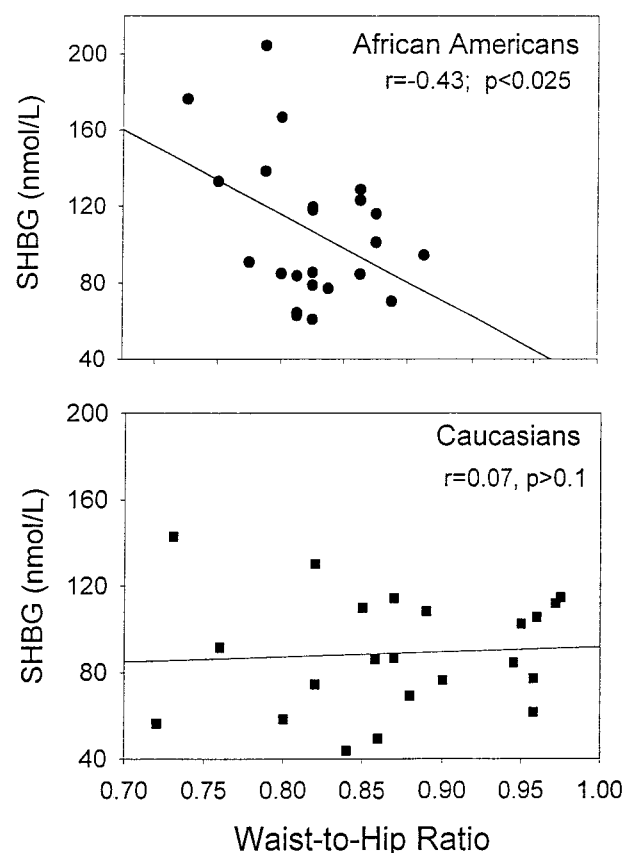 200
160
120
80
40
SHBG (nmol/L)
African Americans
r=-0.43; p<0.025
200
160
120
80
40
SHBG (nmol/L)
Caucasians
r=0.07, p>0.1
0.70 0.75 0.80 0.85 0.90 0.95 1.00
Waist-to-Hip Ratio